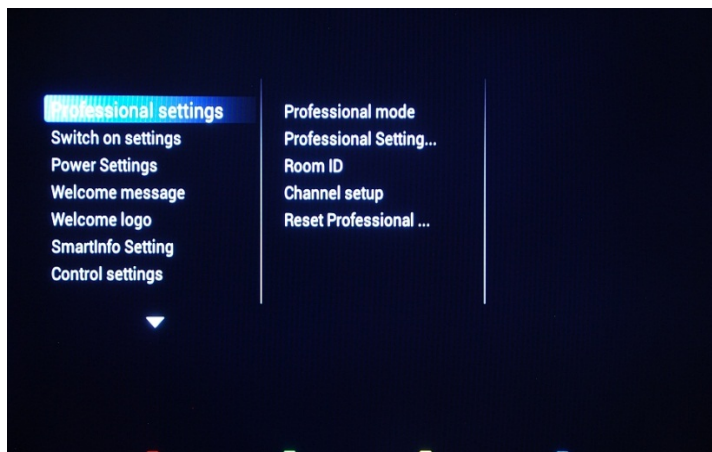 Professional settings
Switch on settings
Power Settings
Welcome message
Welcome logo
SmartInfo Setting
Control settings
Professional mode
Professional Setting...
Room ID
Channel setup
Reset Professional ...